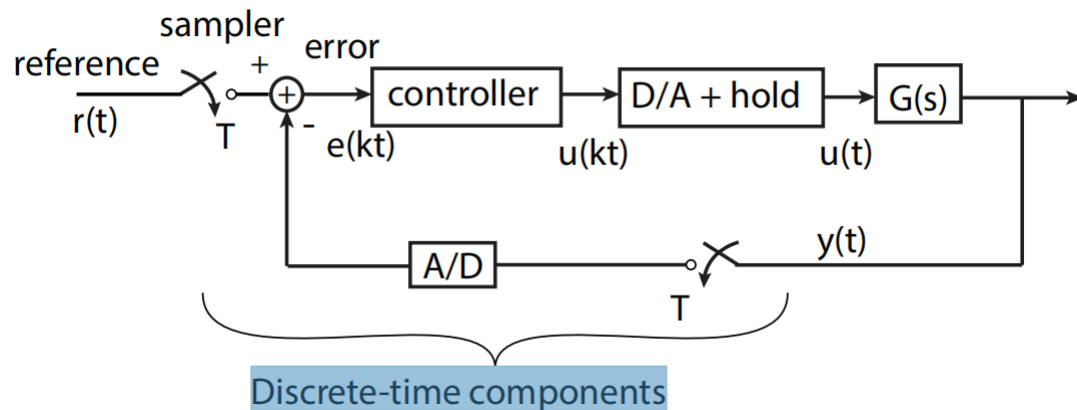 sampler
reference
+
error
+
controller
D/A + hold
G(s)
r(t)
T
-
e(kt)
u(kt)
u(t)
A/D
y(t)
T
Discrete-time components